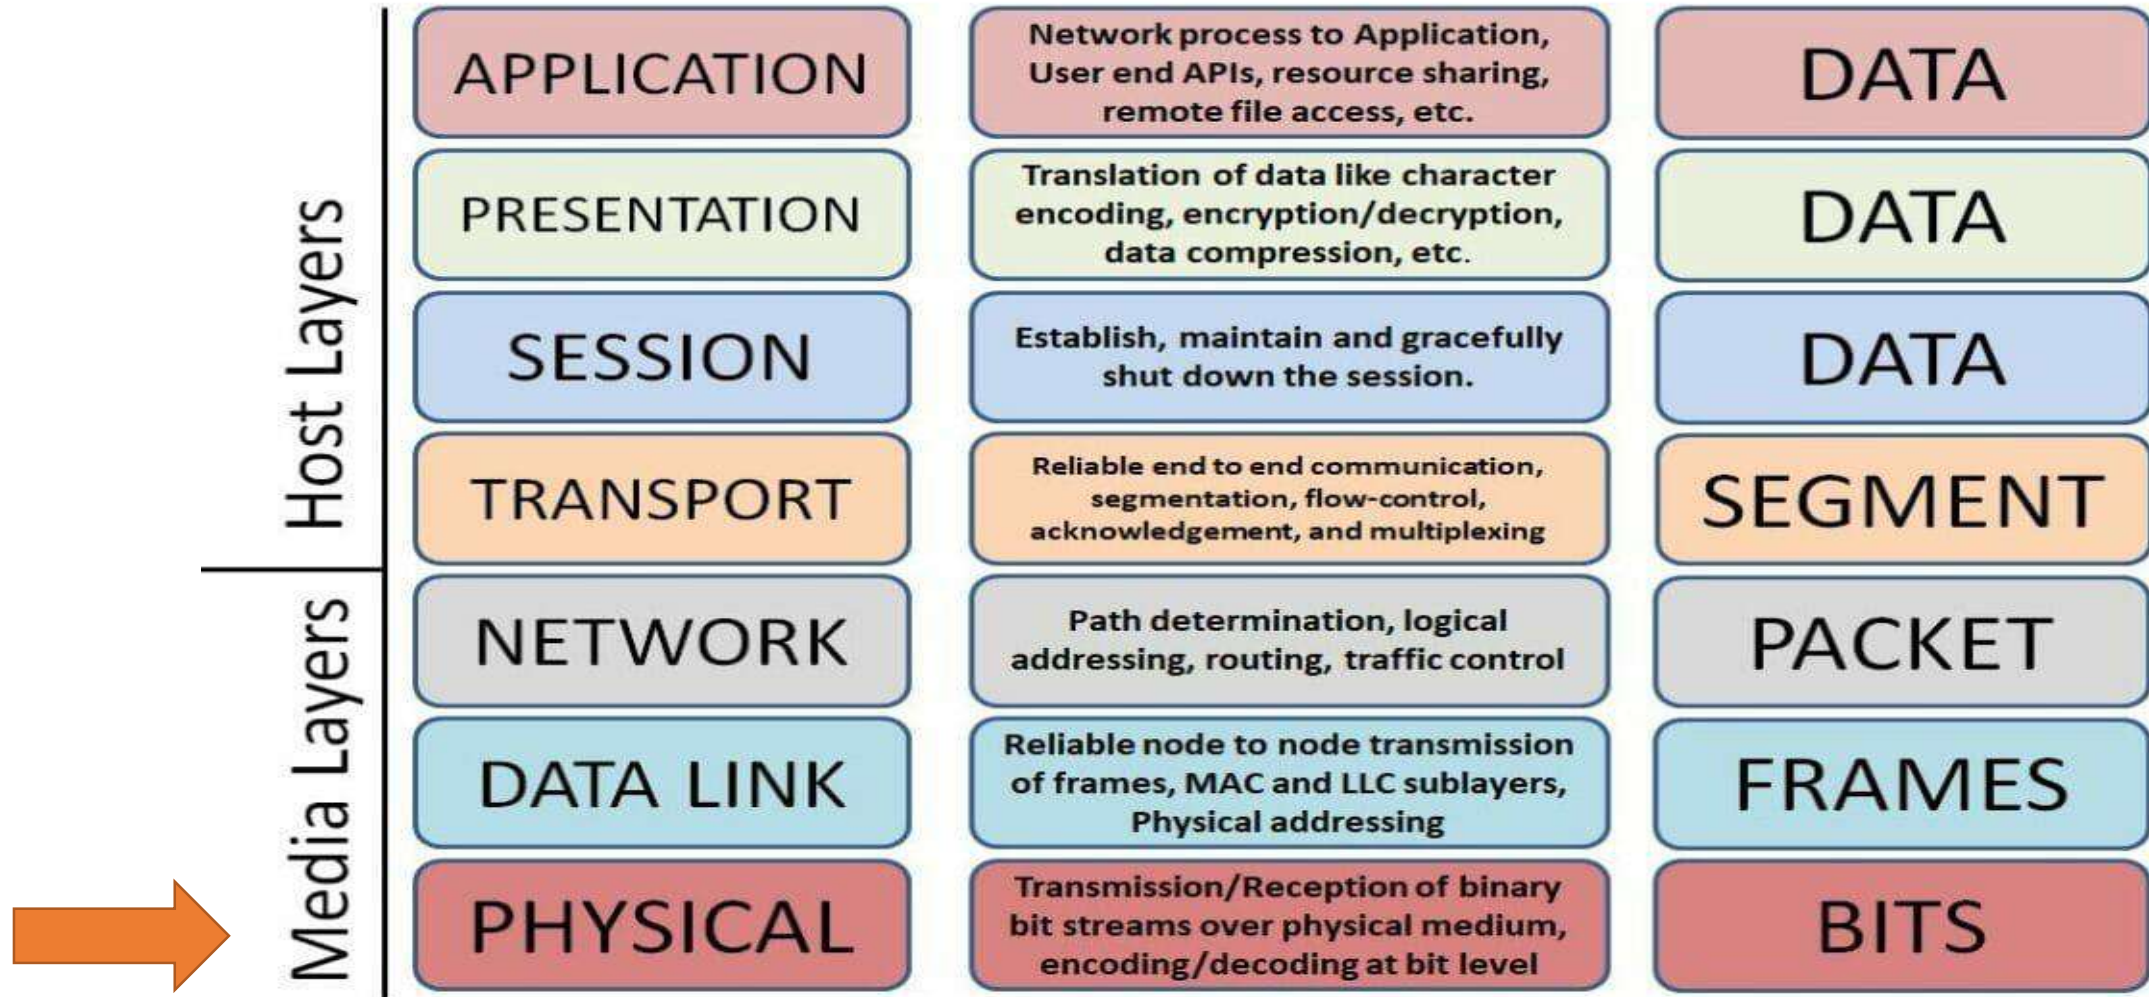 Host Layers
Media Layers
APPLICATION
Network process to Application,
User end APIs, resource sharing,
remote file access, etc.
DATA
PRESENTATION
Translation of data like character
encoding, encryption/decryption,
data compression, etc.
DATA
SESSION
Establish, maintain and gracefully
shut down the session.
DATA
TRANSPORT
Reliable end to end communication,
segmentation, flow-control,
acknowledgement, and multiplexing
SEGMENT
NETWORK
Path determination, logical
addressing, routing, traffic control
PACKET
DATA LINK
Reliable node to node transmission
of frames, MAC and LLC sublayers,
Physical addressing
FRAMES
PHYSICAL
Transmission/Reception of binary
bit streams over physical medium,
encoding/decoding at bit level
BITS